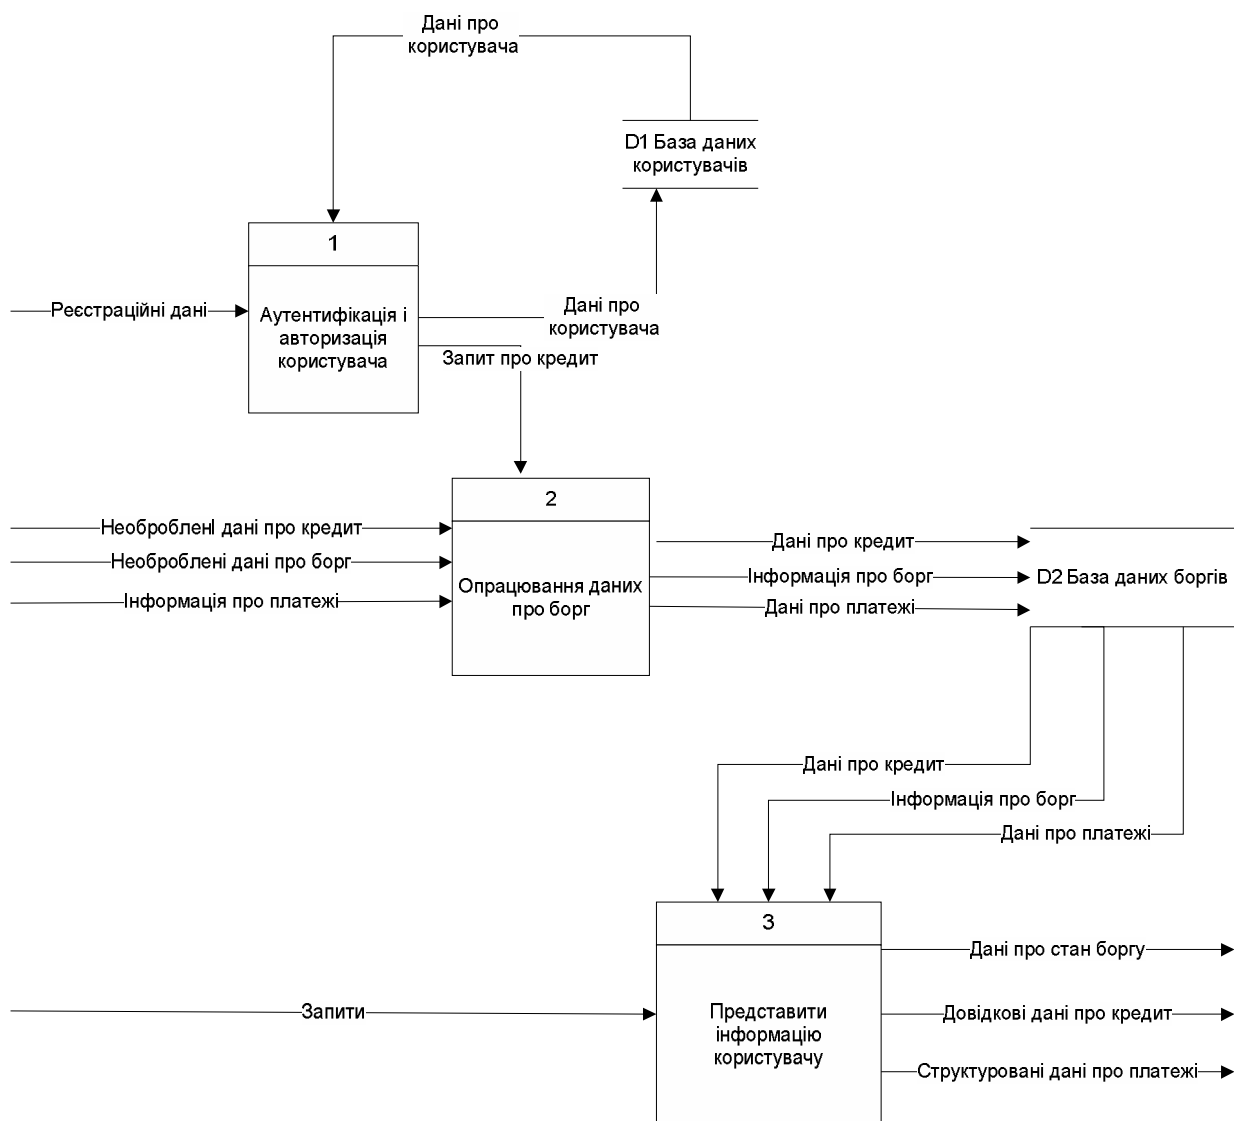 Дані про
користувача
D1 База даних
користувачів
1
Реєстраційні дані
Аутентифікація і
авторизація
користувача
Дані про
користувача
Запит про кредит
2
НеобробленІ дані про кредит
Необроблені дані про борг
Інформація про платежі
Опрацювання даних
про борг
Дані про кредит
Інформація про борг
Дані про платежі
D2 База даних боргів
Дані про кредит
Інформація про борг
Дані про платежі
3
Запити
Представити
інформацію
користувачу
Дані про стан боргу
Довідкові дані про кредит
Структуровані дані про платежі